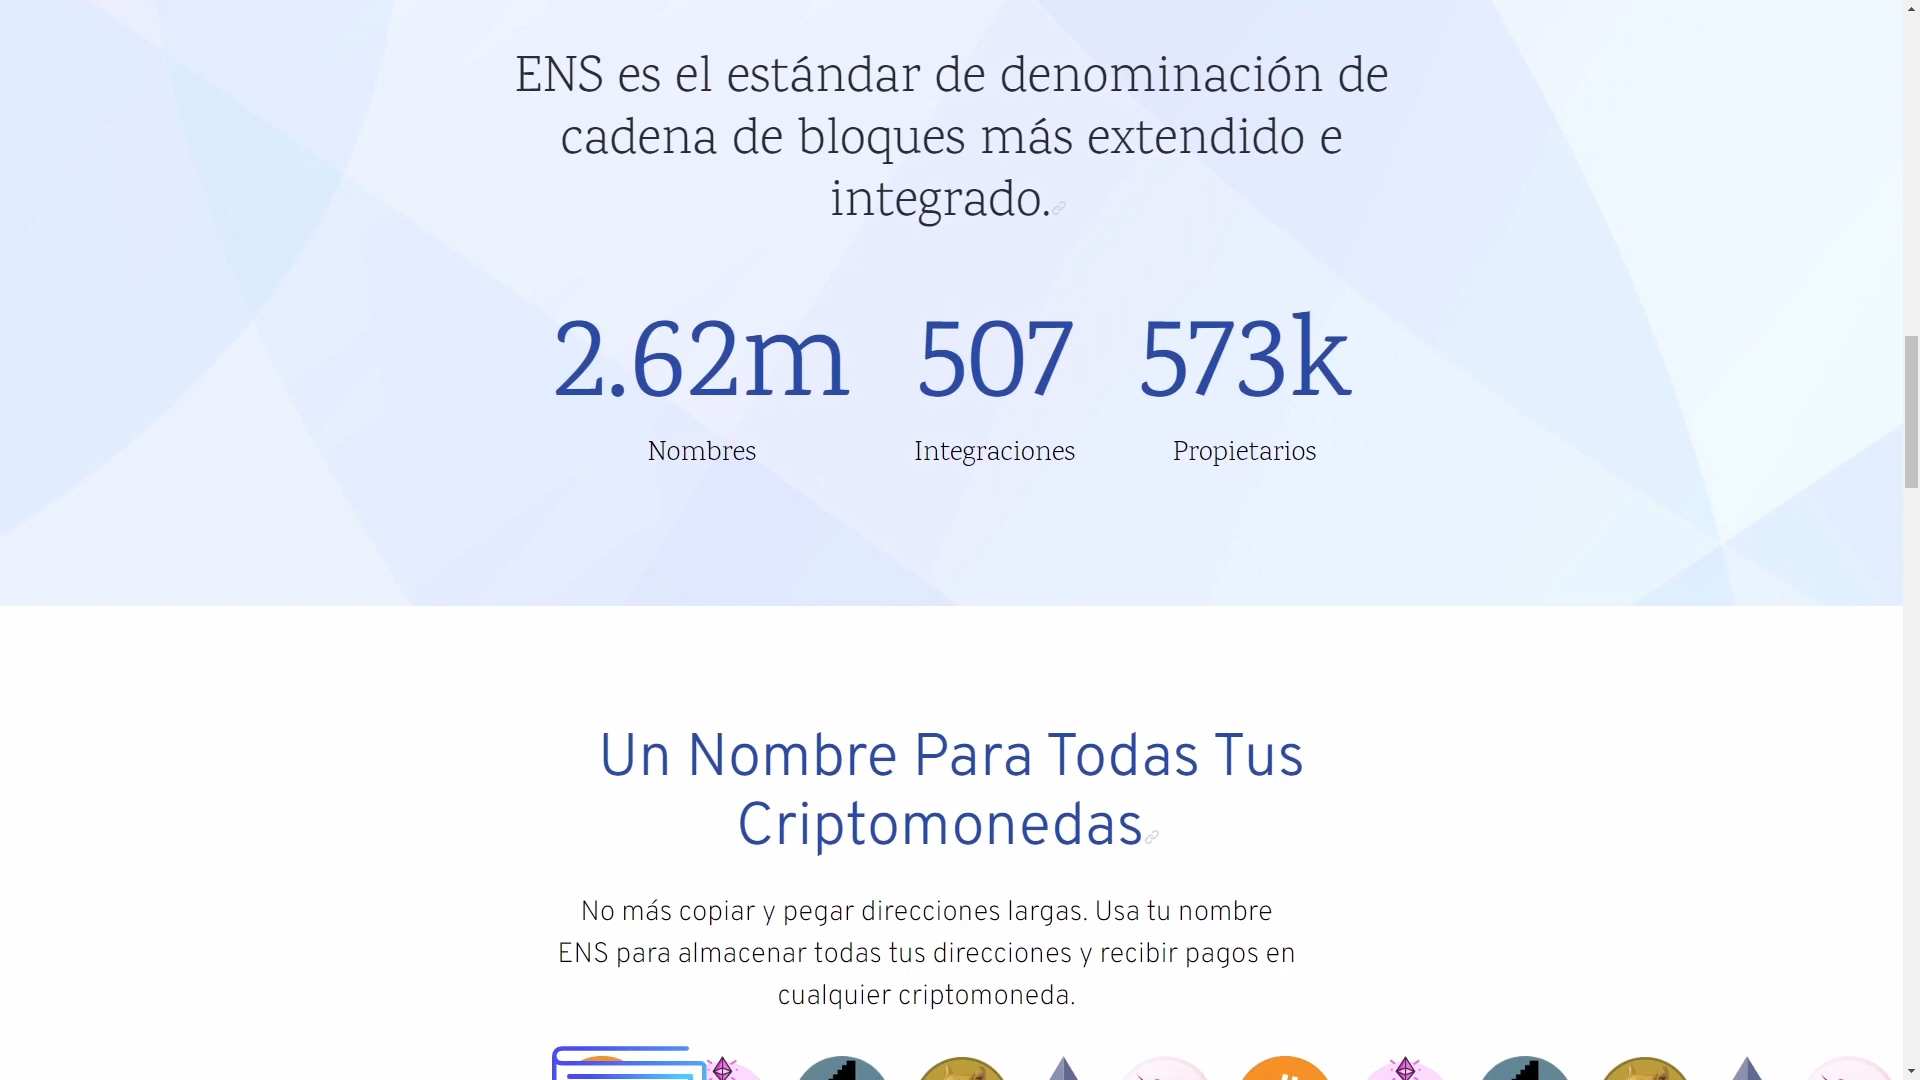 ENS es el estándar de denominación de
cadena de bloques más extendido e
integrado.
2.62m 507 573k
Nombres Integraciones Propietarios
Un Nombre Para Todas Tus
Criptomonedas
No más copiar y pegar direcciones largas. Usa tu nombre
ENS para almacenar todas tus direcciones y recibir pagos en
cualquier criptomoneda.